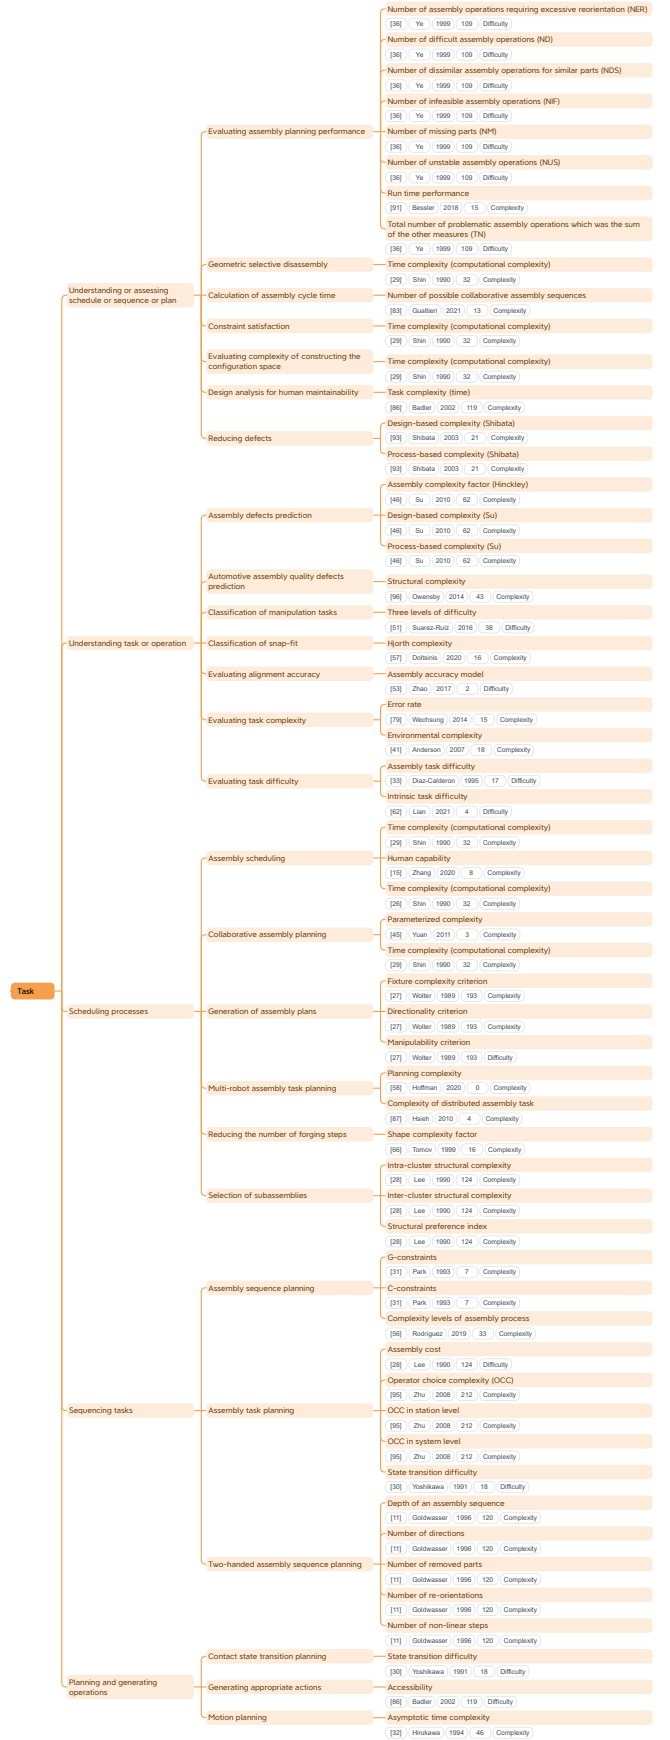 Number of assembly operations requiring excessive reorientation (NER)
[36] Ye 1999 109 Difficulty
Number of difficult assembly operations (ND)
[36] Ye 1999 109 Difficulty
Number of dissimilar assembly operations for similar parts (NDS)
[36] Ye 1999 109 Difficulty
Number of infeasible assembly operations (NIF)
[36] Ye 1999 109 Difficulty
Evaluating assembly planning performance
Number of missing parts (NM)
[36] Ye 1999 109 Difficulty
Number of unstable assembly operations (NUS)
[36] Ye 1999 109 Difficulty
Run time performance
[91] Bessler 2018 15 Complexity
Total number of problematic assembly operations which was the sum
of the other measures (TN)
[36] Ye 1999 109 Difficulty
Geometric selective disassembly
Time complexity (computational complexity)
[29] Shin 1990 32 Complexity
Understanding or assessing
schedule or sequence or plan
Calculation of assembly cycle time
Number of possible collaborative assembly sequences
[83] Gualtieri 2021 13 Complexity
Constraint satisfaction
Time complexity (computational complexity)
[29] Shin 1990 32 Complexity
Evaluating complexity of constructing the
configuration space
Time complexity (computational complexity)
[29] Shin 1990 32 Complexity
Design analysis for human maintainability
Task complexity (time)
[86] Badler 2002 119 Complexity
Reducing defects
Design-based complexity (Shibata)
[93] Shibata 2003 21 Complexity
Process-based complexity (Shibata)
[93] Shibata 2003 21 Complexity
Assembly complexity factor (Hinckley)
[46] Su 2010 62 Complexity
Assembly defects prediction
Design-based complexity (Su)
[46] Su 2010 62 Complexity
Process-based complexity (Su)
[46] Su 2010 62 Complexity
Automotive assembly quality defects
prediction
Structural complexity
[96] Owensby 2014 43 Complexity
Classification of manipulation tasks
Three levels of difficulty
[51] Suarez-Ruiz 2016 38 Difficulty
Understanding task or operation
Classification of snap-fit
Hjorth complexity
[57] Doltsinis 2020 16 Complexity
Evaluating alignment accuracy
Assembly accuracy model
[53] Zhao 2017 2 Difficulty
Evaluating task complexity
Error rate
[79] Wechsung 2014 15 Complexity
Environmental complexity
[41] Anderson 2007 18 Complexity
Evaluating task difficulty
Assembly task difficulty
[33] Diaz-Calderon 1995 17 Difficulty
Intrinsic task difficulty
[62] Lian 2021 4 Difficulty
Time complexity (computational complexity)
[29] Shin 1990 32 Complexity
Assembly scheduling
Human capability
[15] Zhang 2020 8 Complexity
Time complexity (computational complexity)
[26] Shin 1990 32 Complexity
Collaborative assembly planning
Parameterized complexity
[45] Yuan 2011 3 Complexity
Time complexity (computational complexity)
[29] Shin 1990 32 Complexity
Task
Fixture complexity criterion
[27] Wolter 1989 193 Complexity
Scheduling processes
Generation of assembly plans
Directionality criterion
[27] Wolter 1989 193 Complexity
Manipulability criterion
[27] Wolter 1989 193 Difficulty
Multi-robot assembly task planning
Planning complexity
[58] Hoffman 2020 0 Complexity
Complexity of distributed assembly task
[87] Hsieh 2010 4 Complexity
Reducing the number of forging steps
Shape complexity factor
[66] Tomov 1999 16 Complexity
Intra-cluster structural complexity
[28] Lee 1990 124 Complexity
Selection of subassemblies
Inter-cluster structural complexity
[28] Lee 1990 124 Complexity
Structural preference index
[28] Lee 1990 124 Complexity
G-constraints
[31] Park 1993 7 Complexity
Assembly sequence planning
C-constraints
[31] Park 1993 7 Complexity
Complexity levels of assembly process
[56] Rodriguez 2019 33 Complexity
Assembly cost
[28] Lee 1990 124 Difficulty
Operator choice complexity (OCC)
[95] Zhu 2008 212 Complexity
Sequencing tasks
Assembly task planning
OCC in station level
[95] Zhu 2008 212 Complexity
OCC in system level
[95] Zhu 2008 212 Complexity
State transition difficulty
[30] Yoshikawa 1991 18 Difficulty
Depth of an assembly sequence
[11] Goldwasser 1996 120 Complexity
Number of directions
[11] Goldwasser 1996 120 Complexity
Two-handed assembly sequence planning
Number of removed parts
[11] Goldwasser 1996 120 Complexity
Number of re-orientations
[11] Goldwasser 1996 120 Complexity
Number of non-linear steps
[11] Goldwasser 1996 120 Complexity
Contact state transition planning
State transition difficulty
[30] Yoshikawa 1991 18 Difficulty
Planning and generating
operations
Generating appropriate actions
Accessibility
[86] Badler 2002 119 Difficulty
Motion planning
Asymptotic time complexity
[32] Hirukawa 1994 46 Complexity